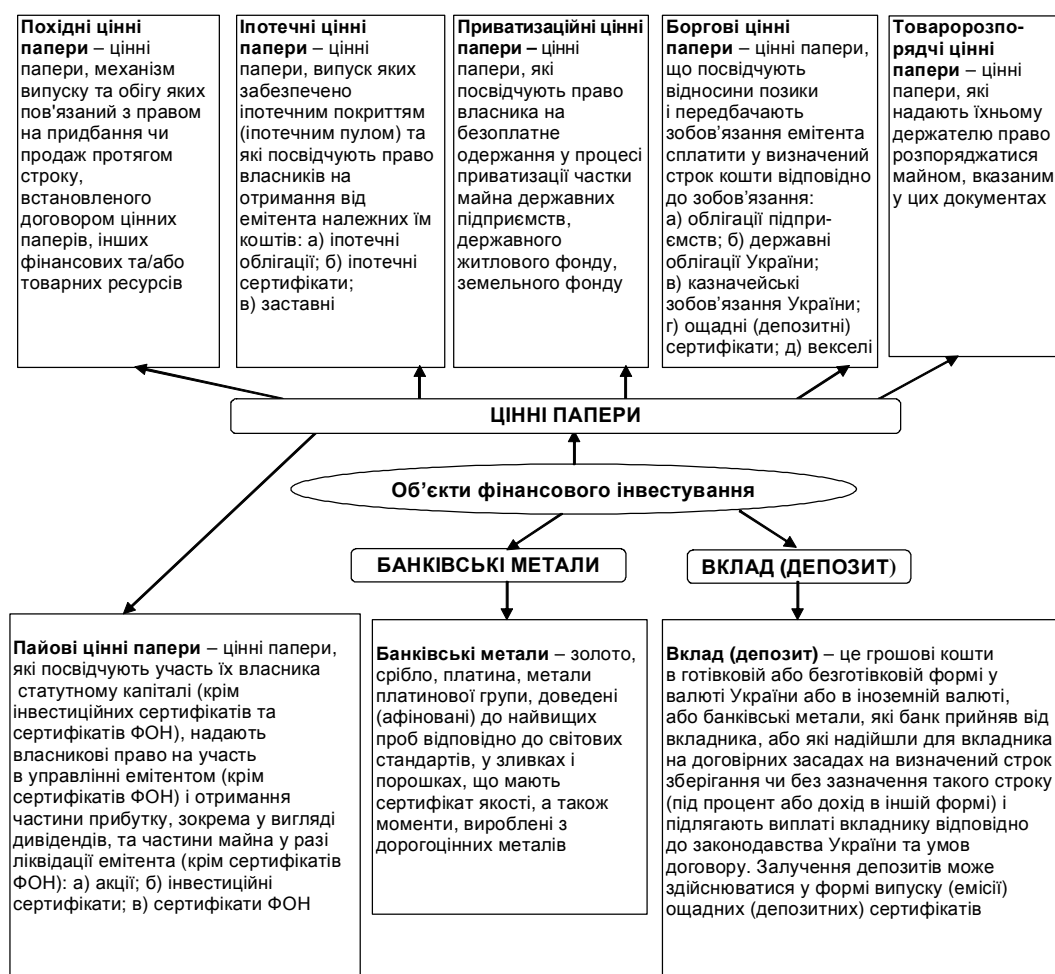 Похідні цінні
папери – цінні
папери, механізм
випуску та обігу яких
пов'язаний з правом
на придбання чи
продаж протягом
строку,
встановленого
договором цінних
паперів, інших
фінансових та/або
товарних ресурсів
Іпотечні цінні
папери – цінні
папери, випуск яких
забезпечено
іпотечним покриттям
(іпотечним пулом) та
які посвідчують право
власників на
отримання від
емітента належних їм
коштів: а) іпотечні
облігації; б) іпотечні
сертифікати;
в) заставні
Приватизаційні цінні
папери – цінні
папери, які
посвідчують право
власника на
безоплатне
одержання у процесі
приватизації частки
майна державних
підприємств,
державного
житлового фонду,
земельного фонду
Боргові цінні
папери – цінні папери,
що посвідчують
відносини позики
і передбачають
зобов’язання емітента
сплатити у визначений
строк кошти відповідно
до зобов’язання:
а) облігації підпри-
ємств; б) державні
облігації України;
в) казначейські
зобов’язання України;
г) ощадні (депозитні)
сертифікати; д) векселі
Товаророзпо-
рядчі цінні
папери – цінні
папери, які
надають їхньому
держателю право
розпоряджатися
майном, вказаним
у цих документах
ЦІННІ ПАПЕРИ
Об’єкти фінансового інвестування
БАНКІВСЬКІ МЕТАЛИ
ВКЛАД (ДЕПОЗИТ)
Пайові цінні папери – цінні папери,
які посвідчують участь їх власника
статутному капіталі (крім
інвестиційних сертифікатів та
сертифікатів ФОН), надають
власникові право на участь
в управлінні емітентом (крім
сертифікатів ФОН) і отримання
частини прибутку, зокрема у вигляді
дивідендів, та частини майна у разі
ліквідації емітента (крім сертифікатів
ФОН): а) акції; б) інвестиційні
сертифікати; в) сертифікати ФОН
Банківські метали – золото,
срібло, платина, метали
платинової групи, доведені
(афіновані) до найвищих
проб відповідно до світових
стандартів, у зливках і
порошках, що мають
сертифікат якості, а також
моменти, вироблені з
дорогоцінних металів
Вклад (депозит) – це грошові кошти
в готівковій або безготівковій формі у
валюті України або в іноземній валюті,
або банківські метали, які банк прийняв від
вкладника, або які надійшли для вкладника
на договірних засадах на визначений строк
зберігання чи без зазначення такого строку
(під процент або дохід в іншій формі) і
підлягають виплаті вкладнику відповідно
до законодавства України та умов
договору. Залучення депозитів може
здійснюватися у формі випуску (емісії)
ощадних (депозитних) сертифікатів